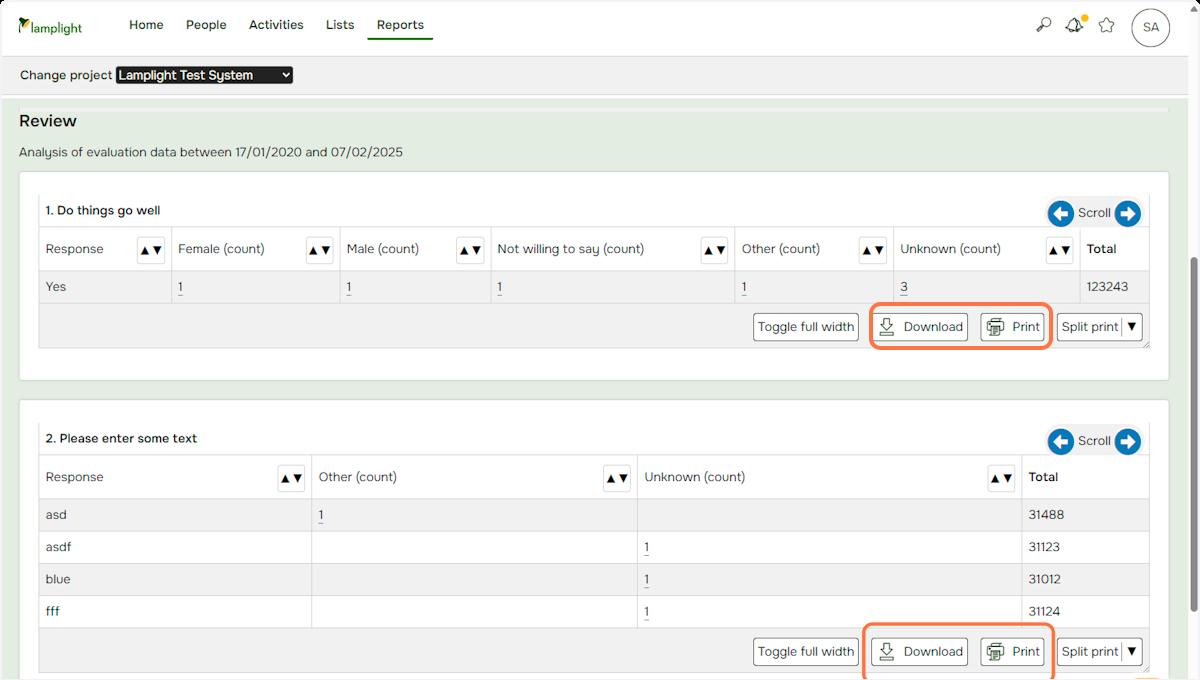 lamplight Home People Activities Lists Reports SA
Change project Lamplight Test System
Review
Analysis of evaluation data between 17/01/2020 and 07/02/2025
1. Do things go well Scroll
Response ▲▼ Female (count) ▲▼ Male (count) ▲▼ Not willing to say (count) ▲▼ Other (count) ▲▼ Unknown (count) ▲▼ Total
Yes 1 1 1 1 3 123243
Toggle full width Download Print Split print ▼
2. Please enter some text Scroll
Response ▲▼ Other (count) ▲▼ Unknown (count) ▲▼ Total
asd 1 31488
asdf 1 31123
blue 1 31012
fff 1 31124
Toggle full width Download Print Split print ▼